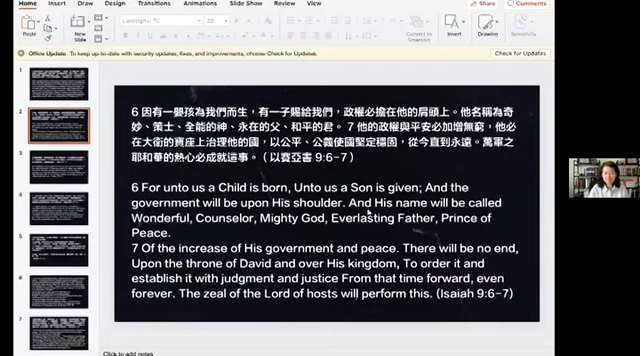 Home Insert Draw Design Transitions Animations Slide Show Review Share Comments
Paste New Slide Convert to SmartArt Insert Drawing Sensitivity
Office Update To keep up-to-date with security updates, fixes, and improvements, choose Check for Updates. Check for Updates
1
2
3
4
5
6
7
6 因有一嬰孩為我們而生，有一子賜給我們，政權必擔在他的肩頭上。他名稱為奇
妙、策士、全能的神、永在的父、和平的君。 7 他的政權與平安必加增無窮，他必
在大衛的寶座上治理他的國，以公平、公義使國堅定穩固，從今直到永遠。萬軍之
耶和華的熱心必成就這事。（以賽亞書 9:6-7）
6 For unto us a Child is born, Unto us a Son is given; And the
government will be upon His shoulder. And His name will be called
Wonderful, Counselor, Mighty God, Everlasting Father, Prince of
Peace.
7 Of the increase of His government and peace. There will be no end,
Upon the throne of David and over His kingdom, To order it and
establish it with judgment and justice From that time forward, even
forever. The zeal of the Lord of hosts will perform this. (Isaiah 9:6-7)
Click to add notes